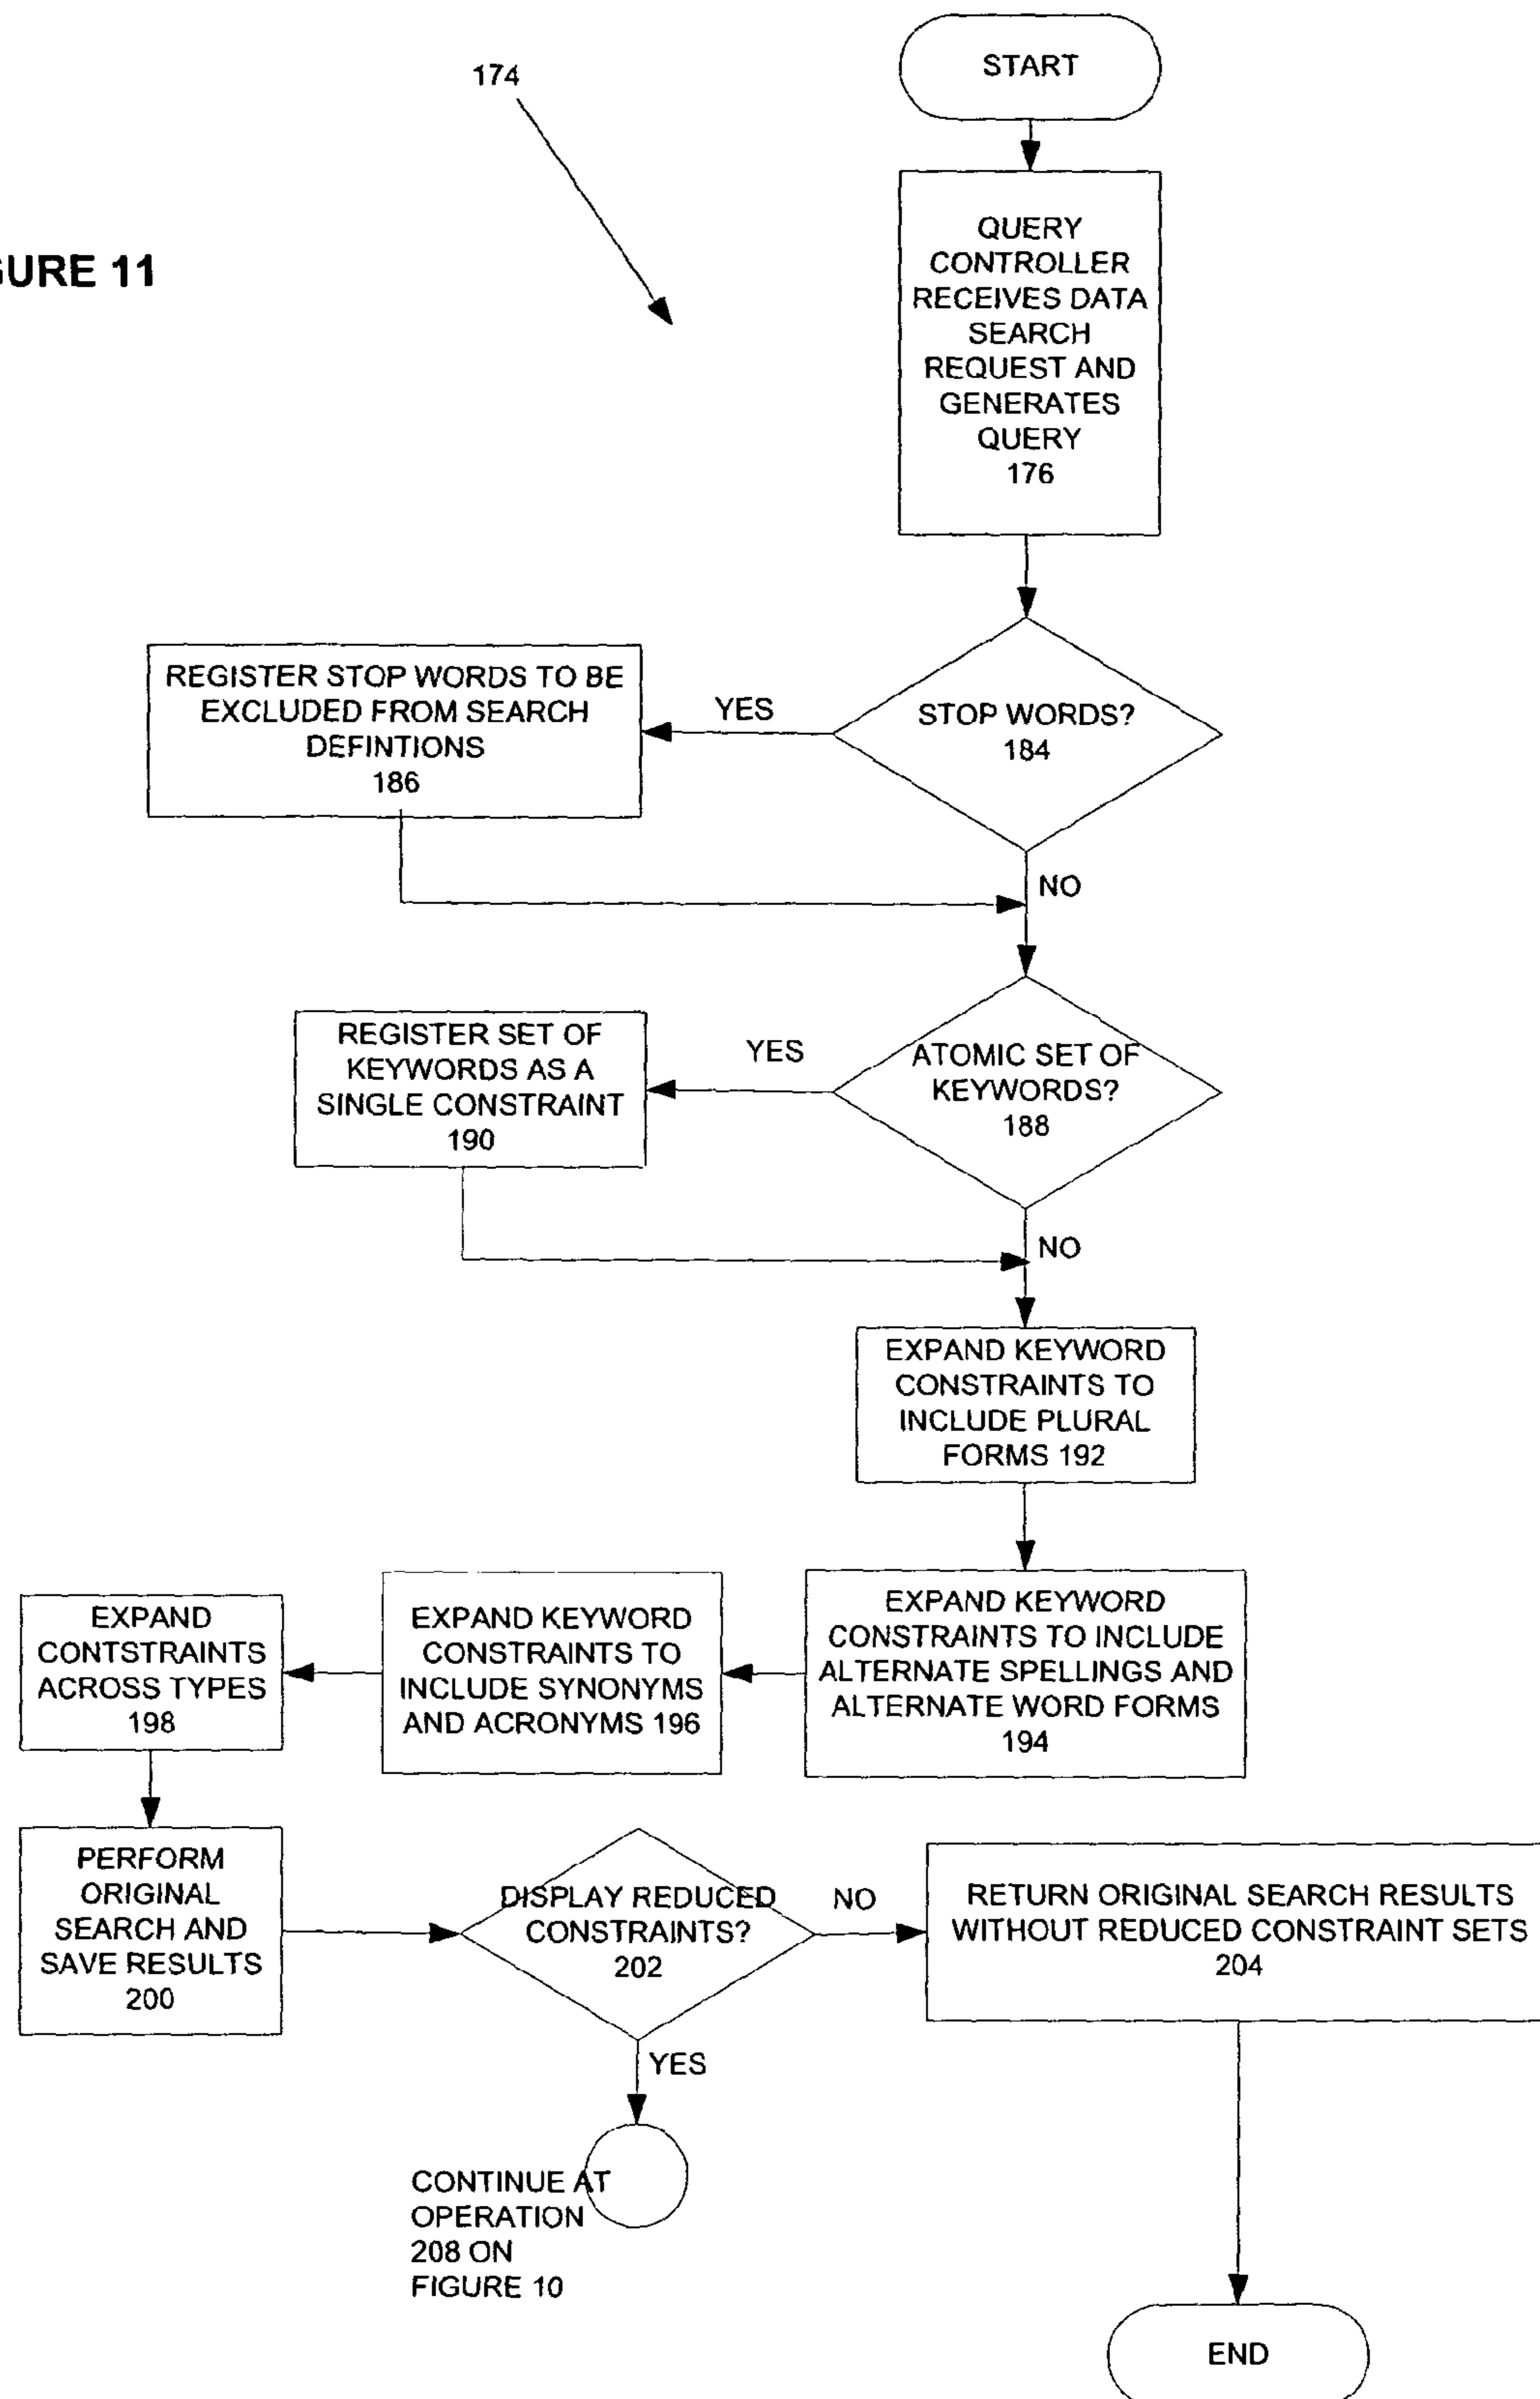 START
174
QUERY
CONTROLLER
RECEIVES DATA
SEARCH
REQUEST AND
GENERATES
QUERY
176
GURE 11
REGISTER STOP WORDS TO BE
EXCLUDED FROM SEARCH
DEFINTIONS
186
YES
STOP WORDS?
184
NO
REGISTER SET OF
KEYWORDS AS A
SINGLE CONSTRAINT
190
YES
ATOMIC SET OF
KEYWORDS?
188
NO
EXPAND KEYWORD
CONSTRAINTS TO
INCLUDE PLURAL
FORMS 192
EXPAND KEYWORD
CONSTRAINTS TO INCLUDE
ALTERNATE SPELLINGS AND
ALTERNATE WORD FORMS
194
EXPAND KEYWORD
CONSTRAINTS TO
INCLUDE SYNONYMS
AND ACRONYMS 196
EXPAND
CONTSTRAINTS
ACROSS TYPES
198
PERFORM
ORIGINAL
SEARCH AND
SAVE RESULTS
200
DISPLAY REDUCED
CONSTRAINTS?
202
NO
RETURN ORIGINAL SEARCH RESULTS
WITHOUT REDUCED CONSTRAINT SETS
204
YES
CONTINUE AT
OPERATION
208 ON
FIGURE 10
END